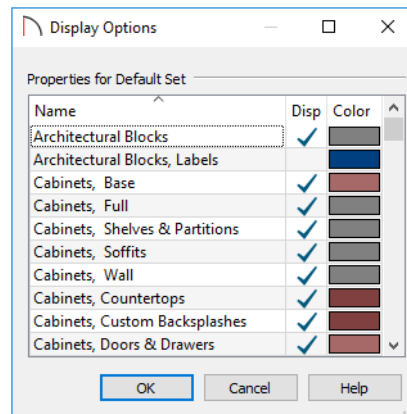 Display Options
Properties for Default Set
Name Disp Color
Architectural Blocks
Architectural Blocks, Labels
Cabinets, Base
Cabinets, Full
Cabinets, Shelves & Partitions
Cabinets, Soffits
Cabinets, Wall
Cabinets, Countertops
Cabinets, Custom Backsplashes
Cabinets, Doors & Drawers
OK Cancel Help